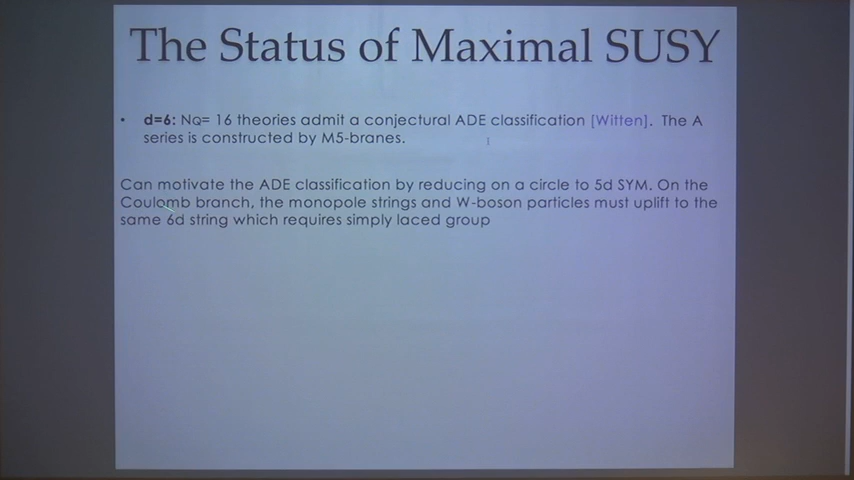 The Status of Maximal SUSY
• d=6: NQ= 16 theories admit a conjectural ADE classification [Witten]. The A
series is constructed by M5-branes.
Can motivate the ADE classification by reducing on a circle to 5d SYM. On the
Coulomb branch, the monopole strings and W-boson particles must uplift to the
same 6d string which requires simply laced group